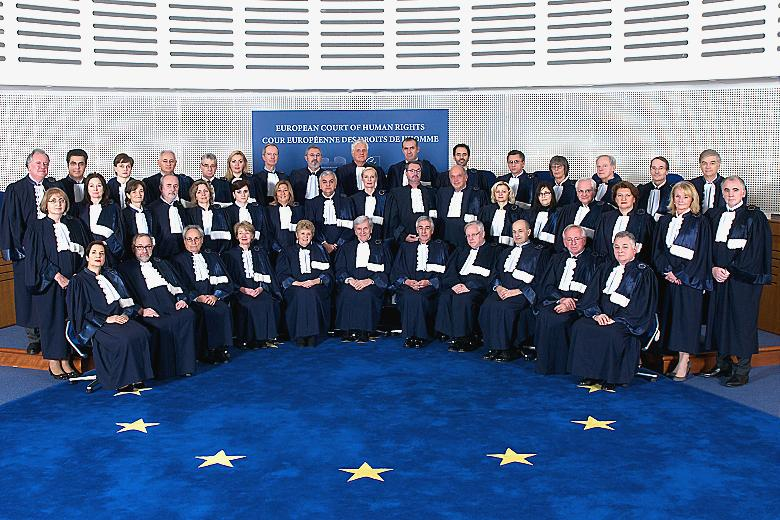 EUROPEAN COURT OF HUMAN RIGHTS
COUR EUROPÉENNE DES DROITS DE L'HOMME